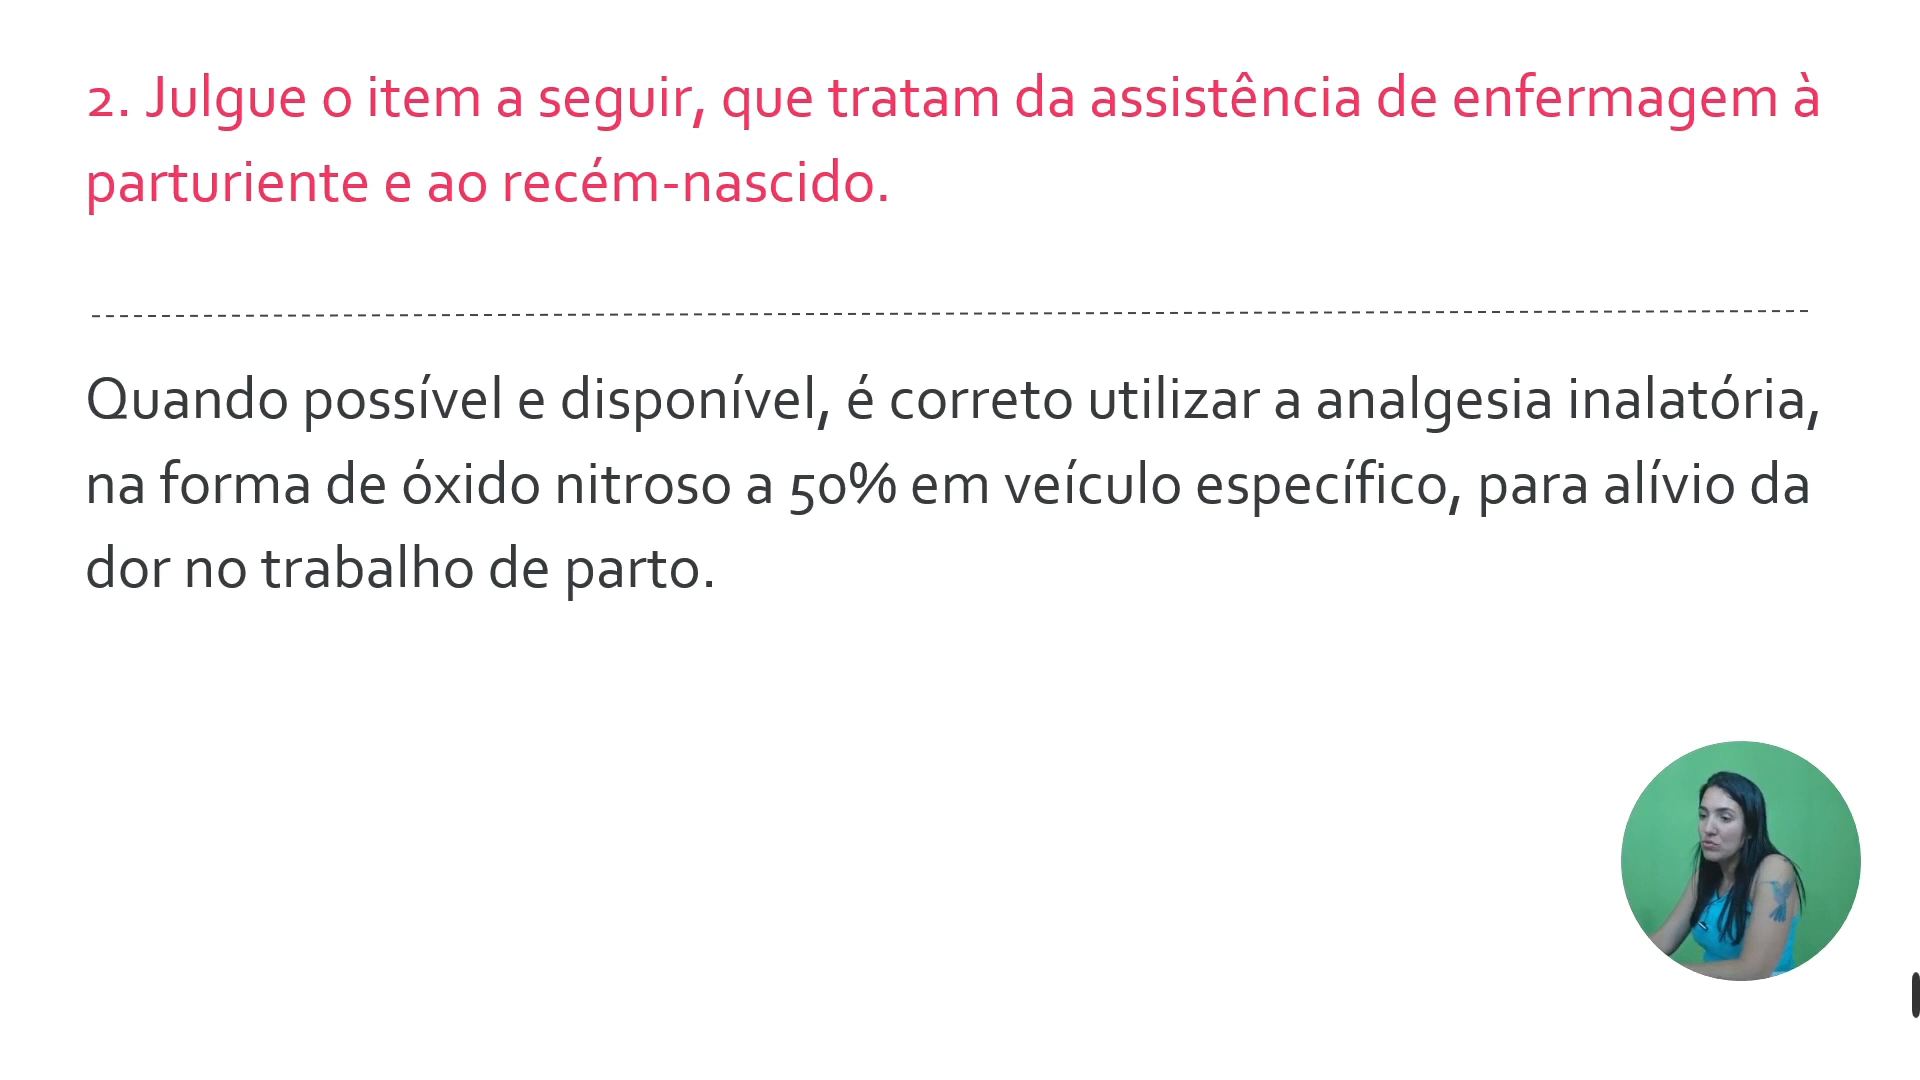 2. Julgue o item a seguir, que tratam da assistência de enfermagem à
parturiente e ao recém-nascido.
Quando possível e disponível, é correto utilizar a analgesia inalatória,
na forma de óxido nitroso a 50% em veículo específico, para alívio da
dor no trabalho de parto.